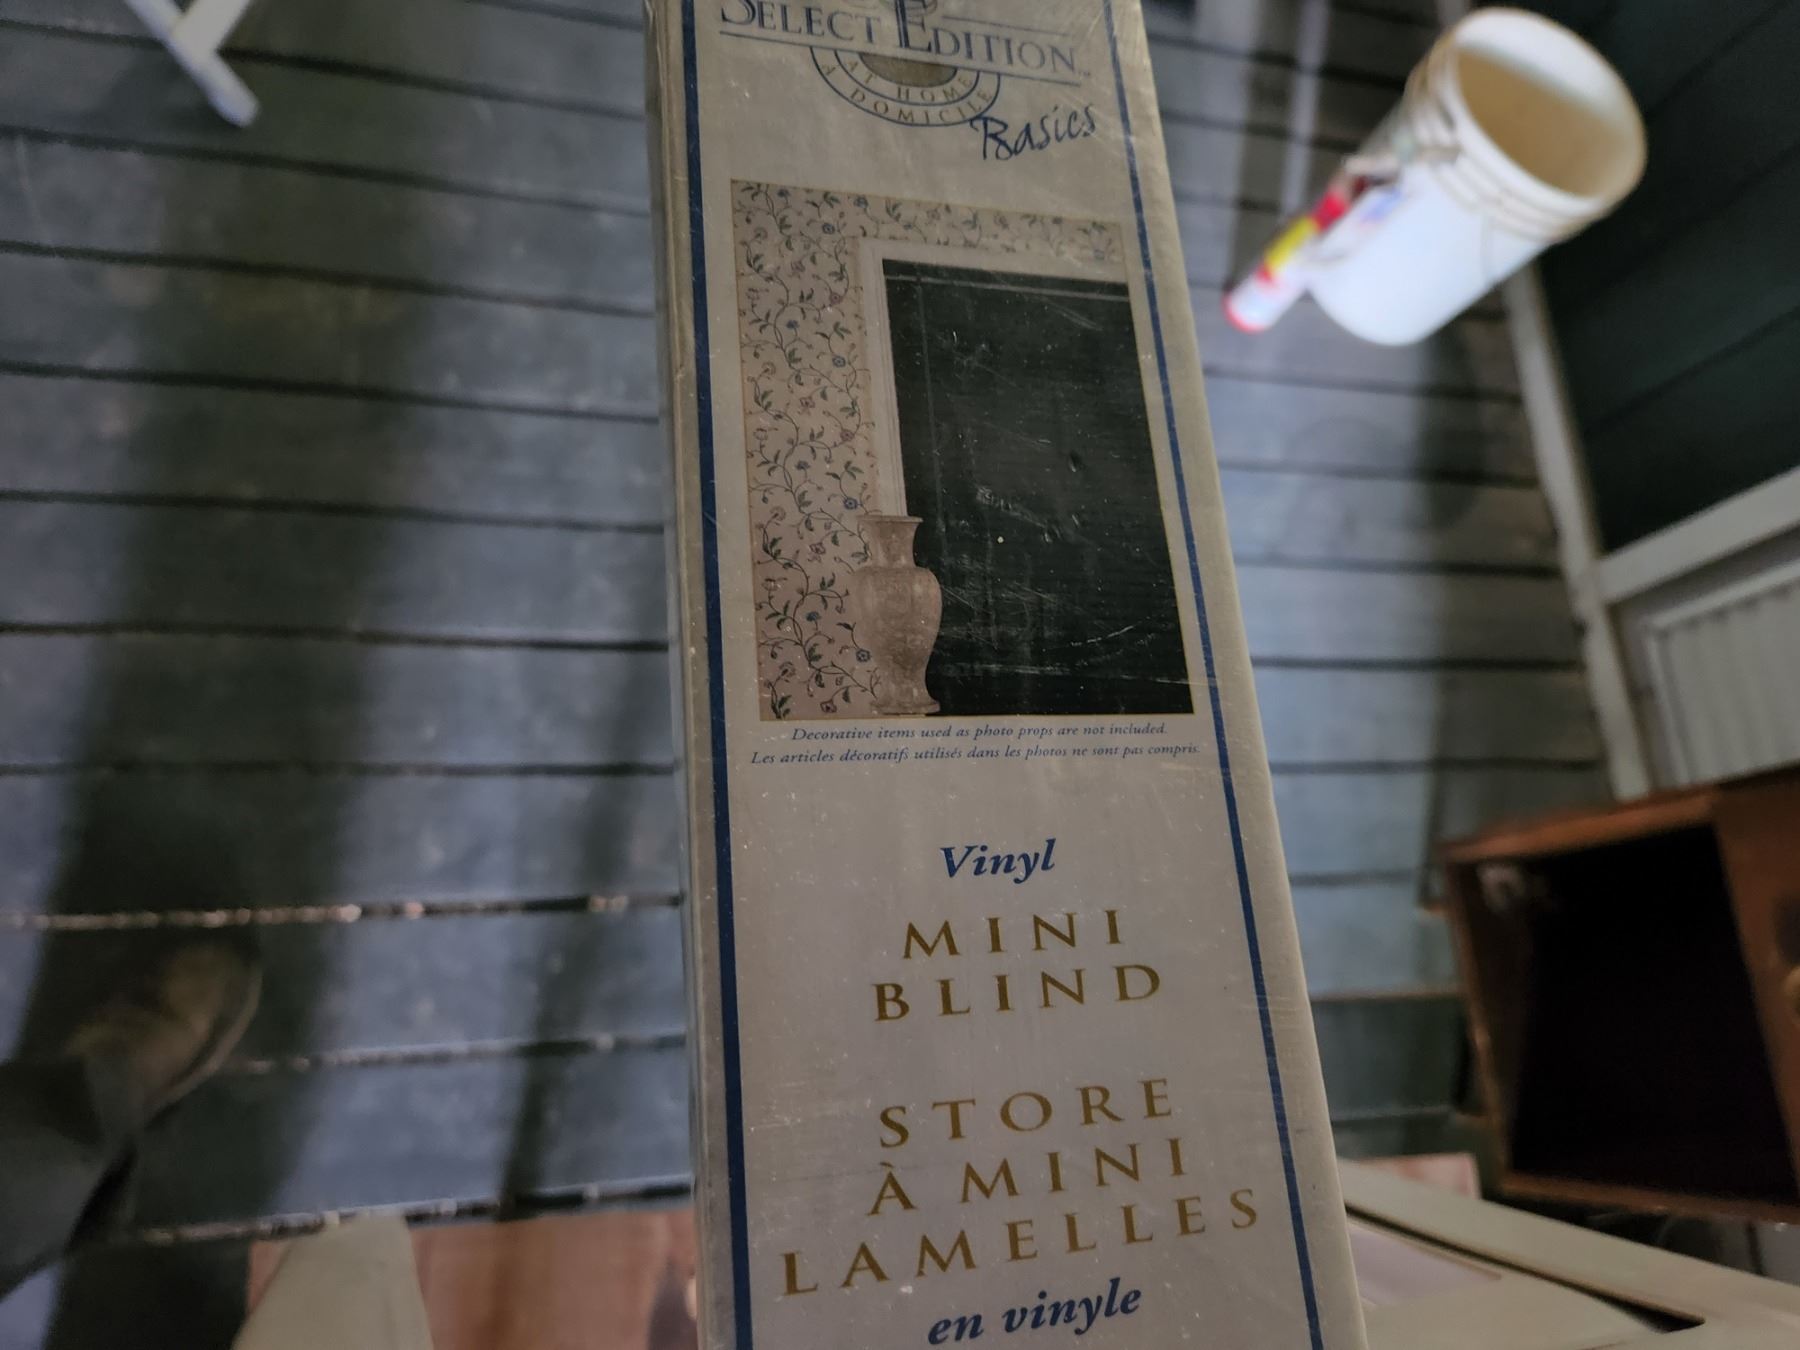 SELECT EDITION™
AT HOME
À DOMICILE
Basics
Decorative items used as photo props are not included.
Les articles décoratifs utilisés dans les photos ne sont pas compris.
Vinyl
MINI
BLIND
STORE
À MINI
LAMELLES
en vinyle